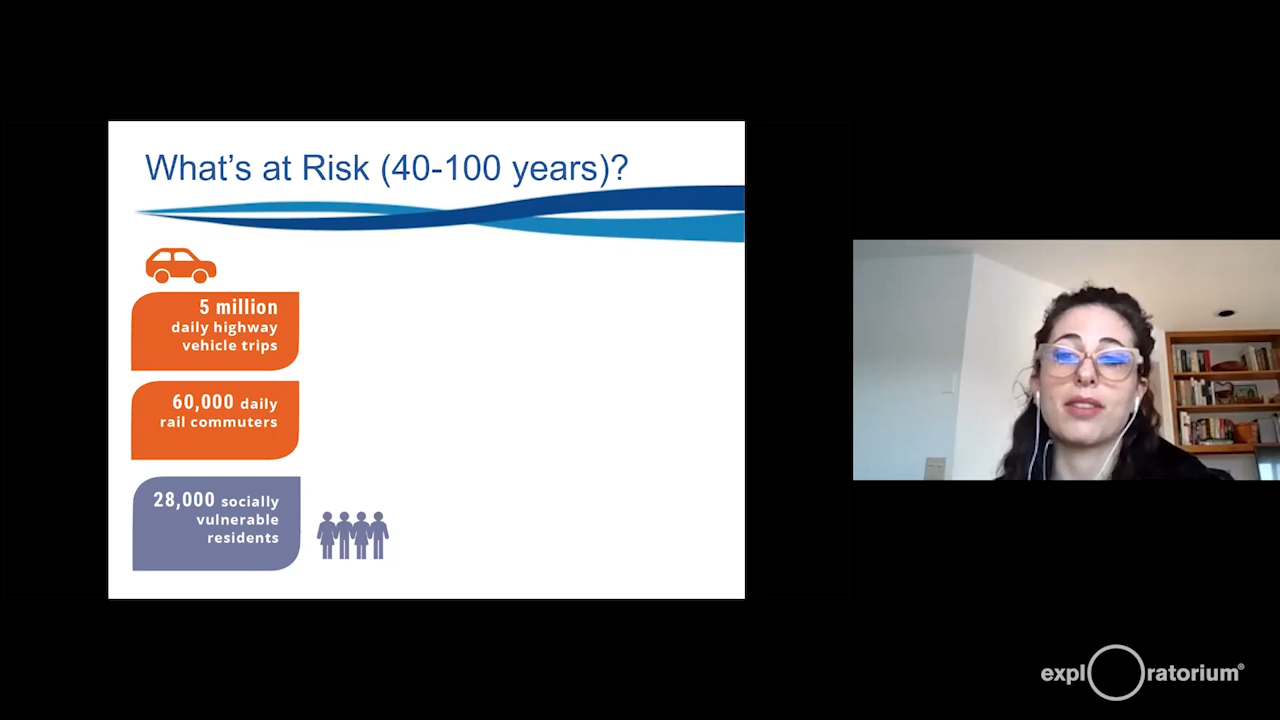 What's at Risk (40-100 years)?
5 million
daily highway
vehicle trips
60,000 daily
rail commuters
28,000 socially
vulnerable
residents
expl ratorium®